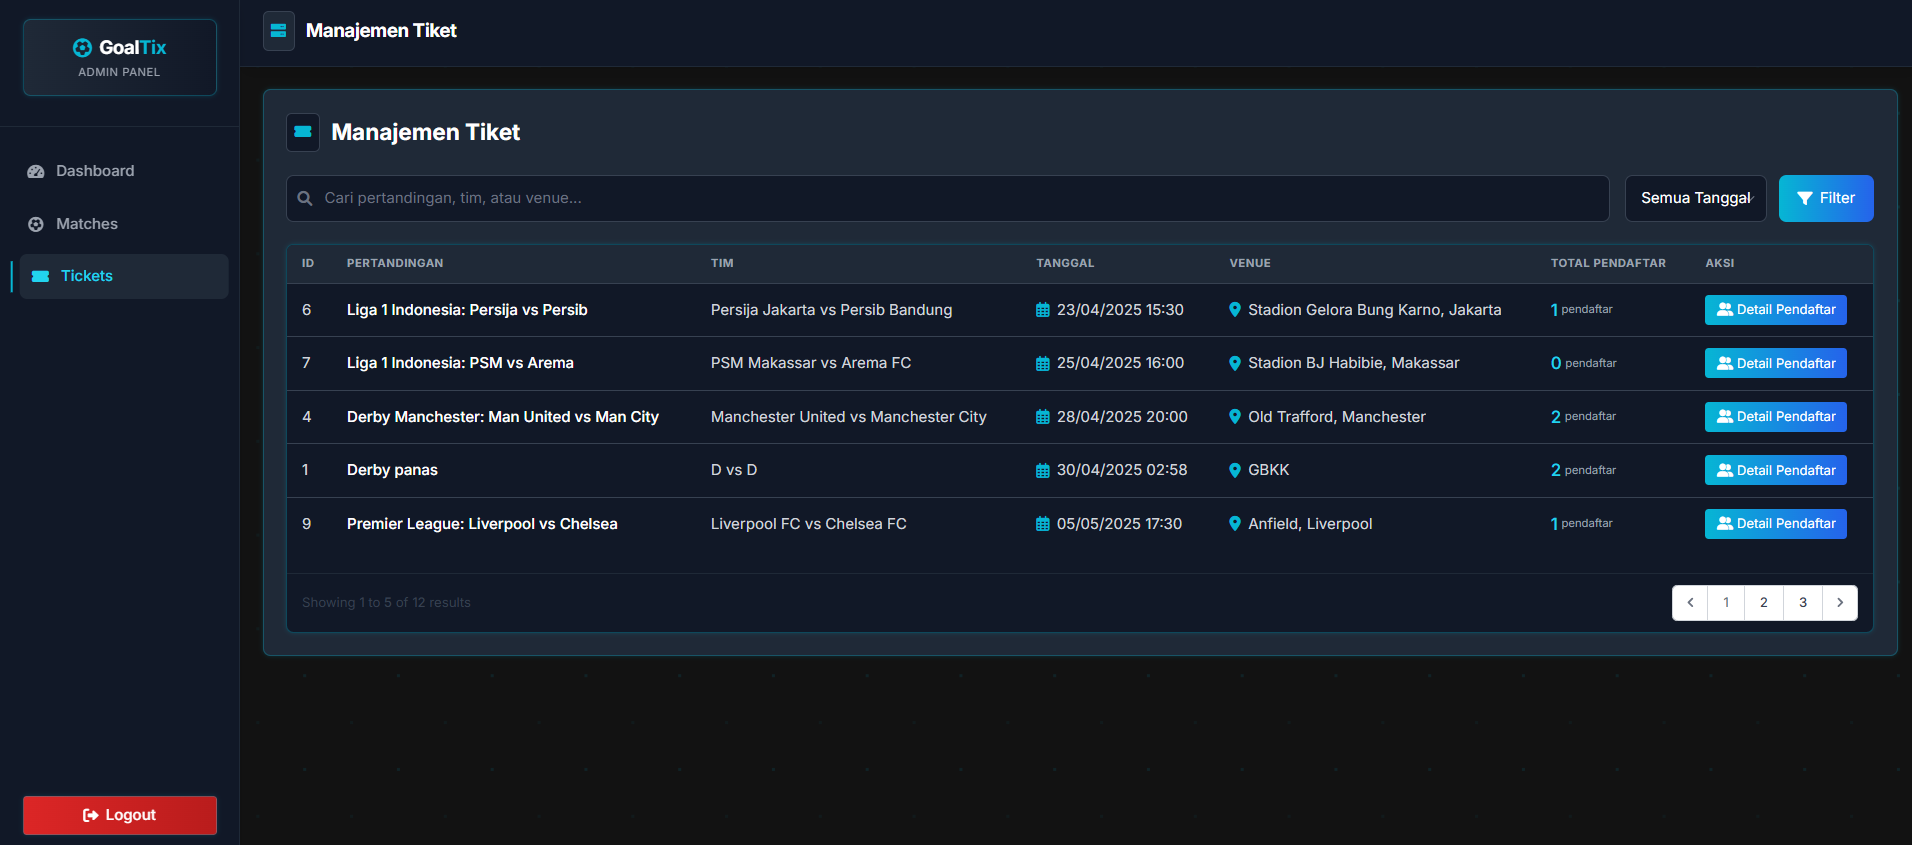 GoalTix
ADMIN PANEL
Dashboard
Matches
Tickets
Logout
Manajemen Tiket
Manajemen Tiket
Cari pertandingan, tim, atau venue...
Semua Tanggal
Filter
ID PERTANDINGAN TIM TANGGAL VENUE TOTAL PENDAFTAR AKSI
6 Liga 1 Indonesia: Persija vs Persib Persija Jakarta vs Persib Bandung 23/04/2025 15:30 Stadion Gelora Bung Karno, Jakarta 1 pendaftar Detail Pendaftar
7 Liga 1 Indonesia: PSM vs Arema PSM Makassar vs Arema FC 25/04/2025 16:00 Stadion BJ Habibie, Makassar 0 pendaftar Detail Pendaftar
4 Derby Manchester: Man United vs Man City Manchester United vs Manchester City 28/04/2025 20:00 Old Trafford, Manchester 2 pendaftar Detail Pendaftar
1 Derby panas D vs D 30/04/2025 02:58 GBKK 2 pendaftar Detail Pendaftar
9 Premier League: Liverpool vs Chelsea Liverpool FC vs Chelsea FC 05/05/2025 17:30 Anfield, Liverpool 1 pendaftar Detail Pendaftar
Showing 1 to 5 of 12 results
1 2 3